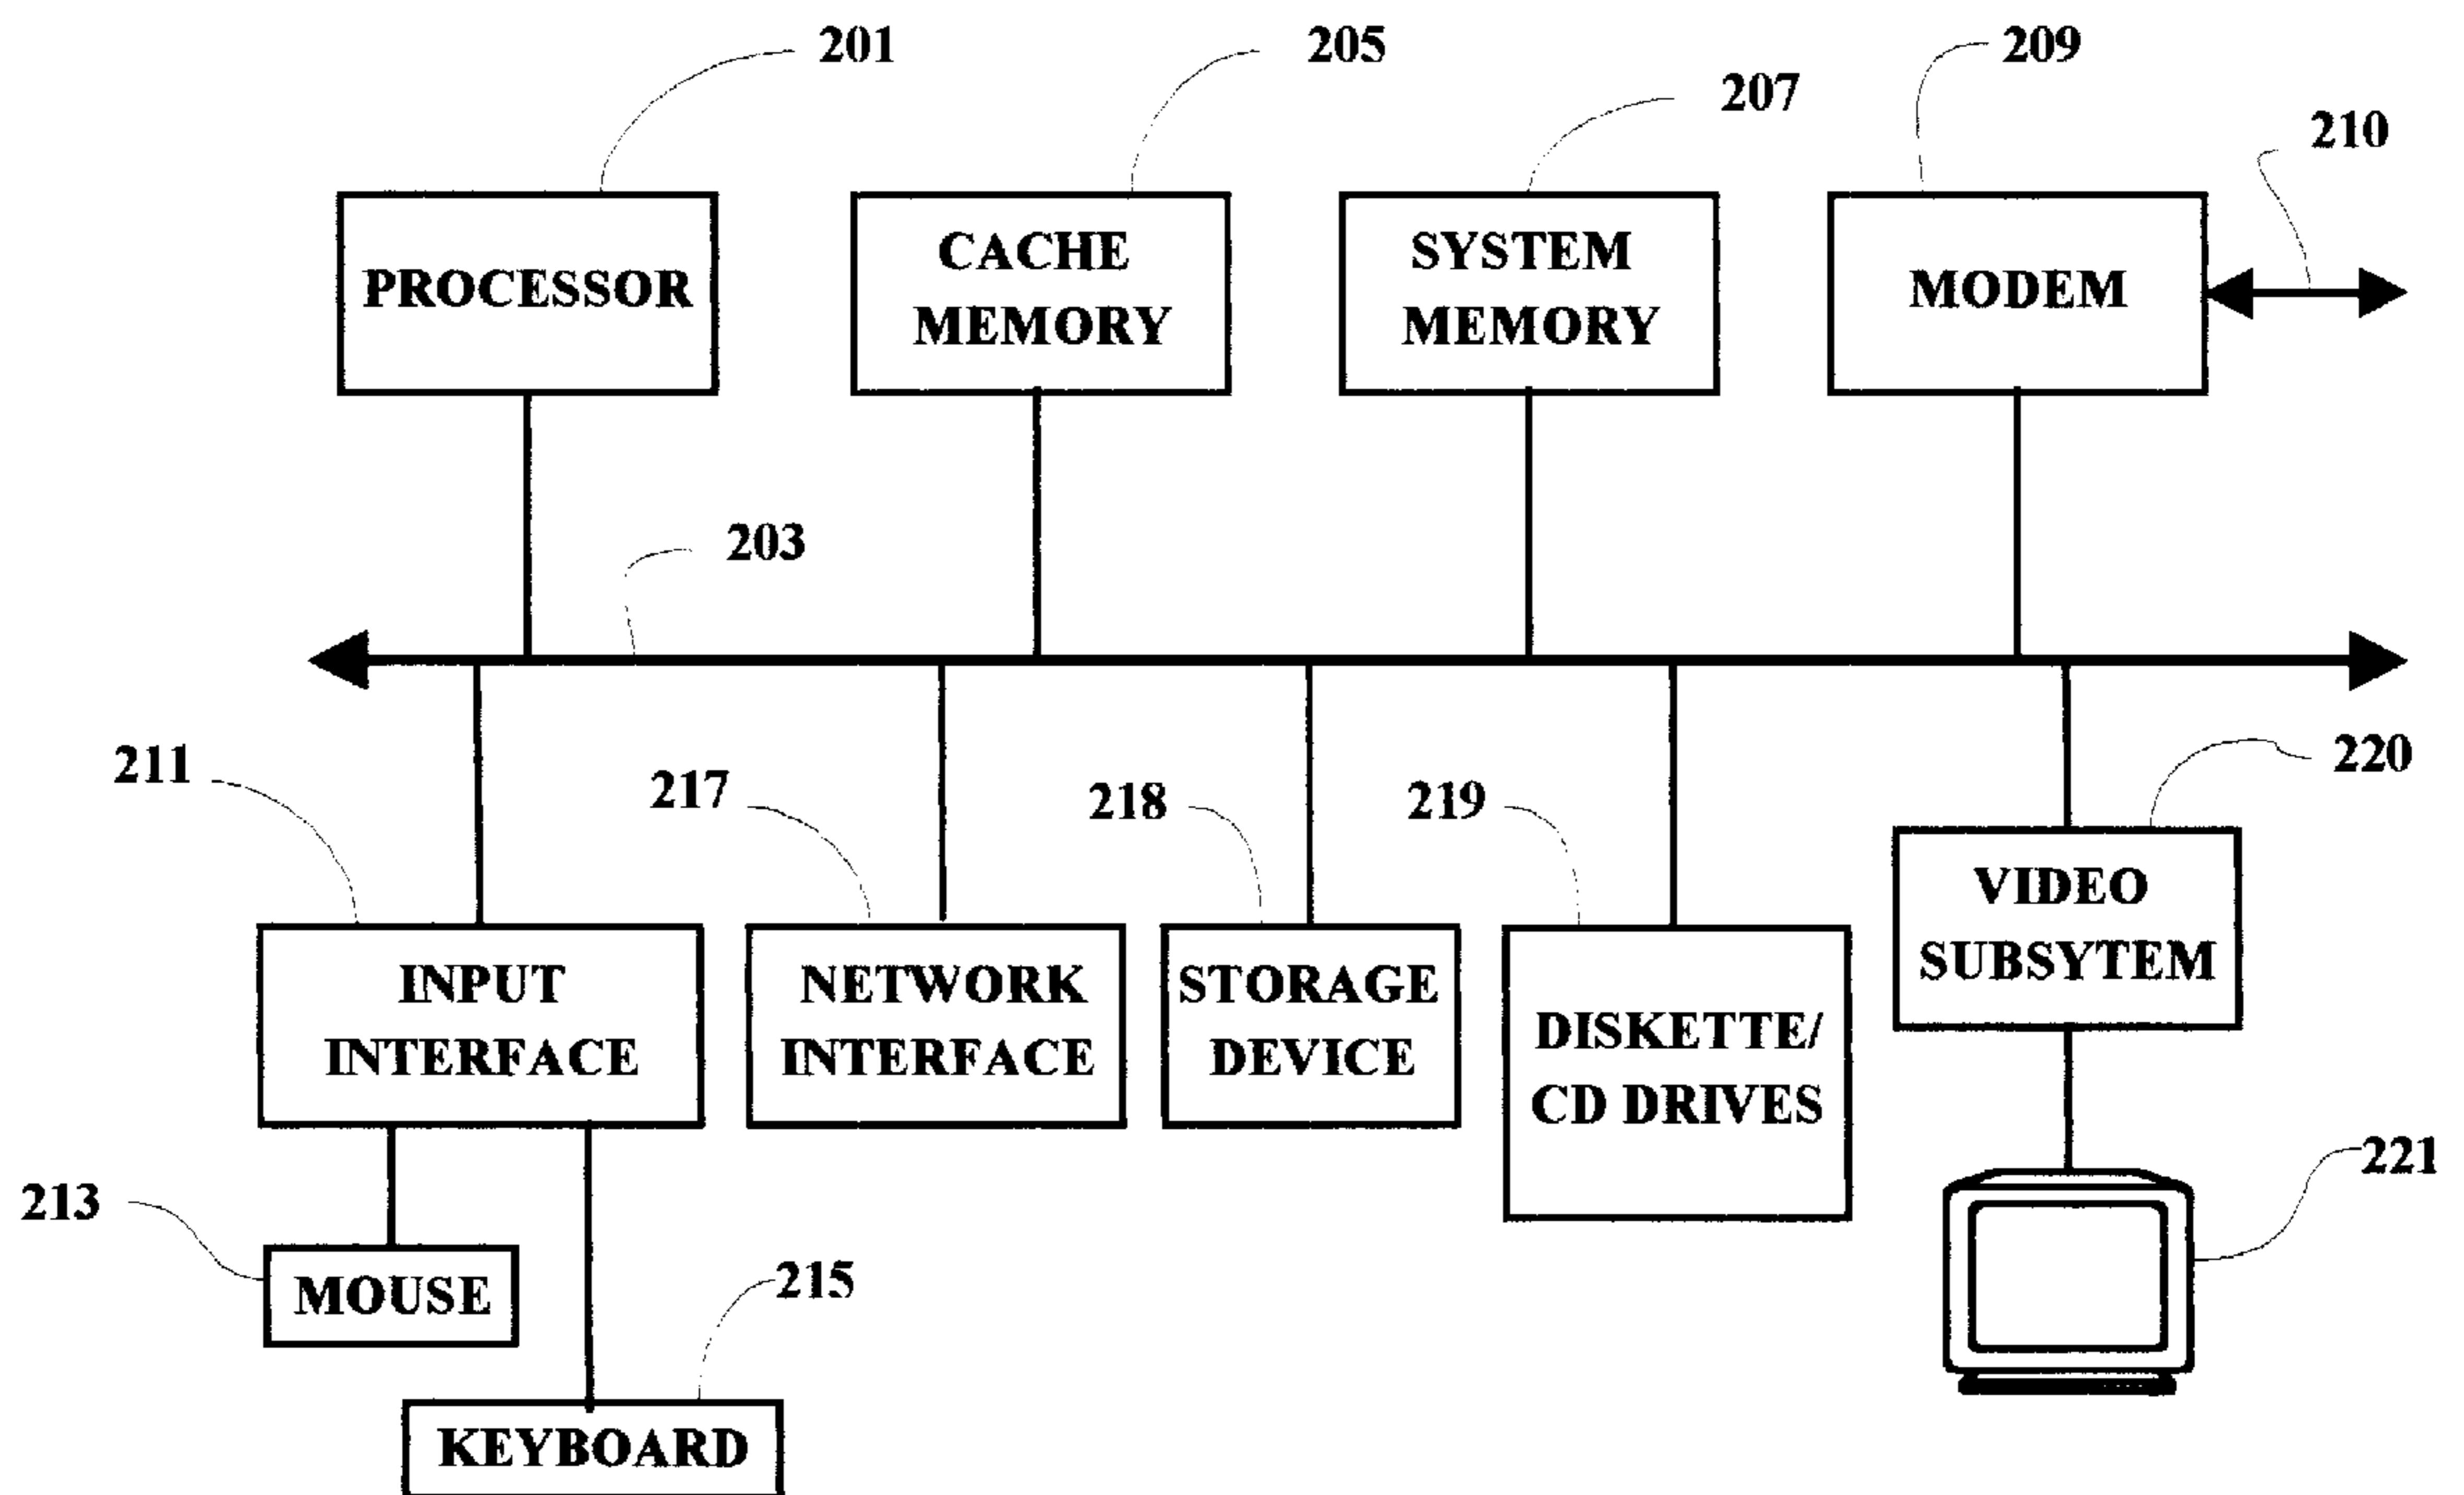 201
205
207
209
210
PROCESSOR
CACHE
MEMORY
SYSTEM
MEMORY
MODEM
203
211
217
218
219
220
INPUT
INTERFACE
NETWORK
INTERFACE
STORAGE
DEVICE
DISKETTE/
CD DRIVES
VIDEO
SUBSYTEM
213
MOUSE
215
KEYBOARD
221